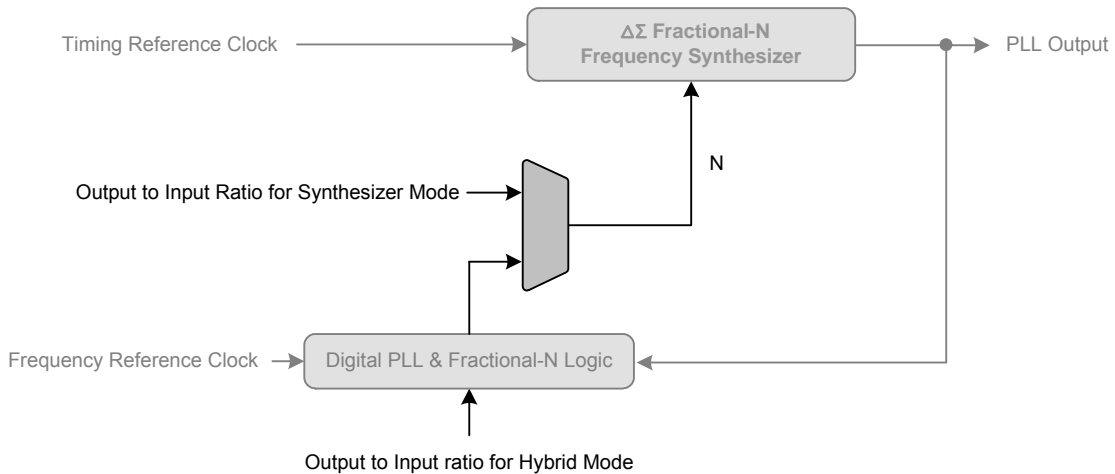 Timing Reference Clock
ΔΣ Fractional-N
Frequency Synthesizer
PLL Output
N
Output to Input Ratio for Synthesizer Mode
Frequency Reference Clock
Digital PLL & Fractional-N Logic
Output to Input ratio for Hybrid Mode